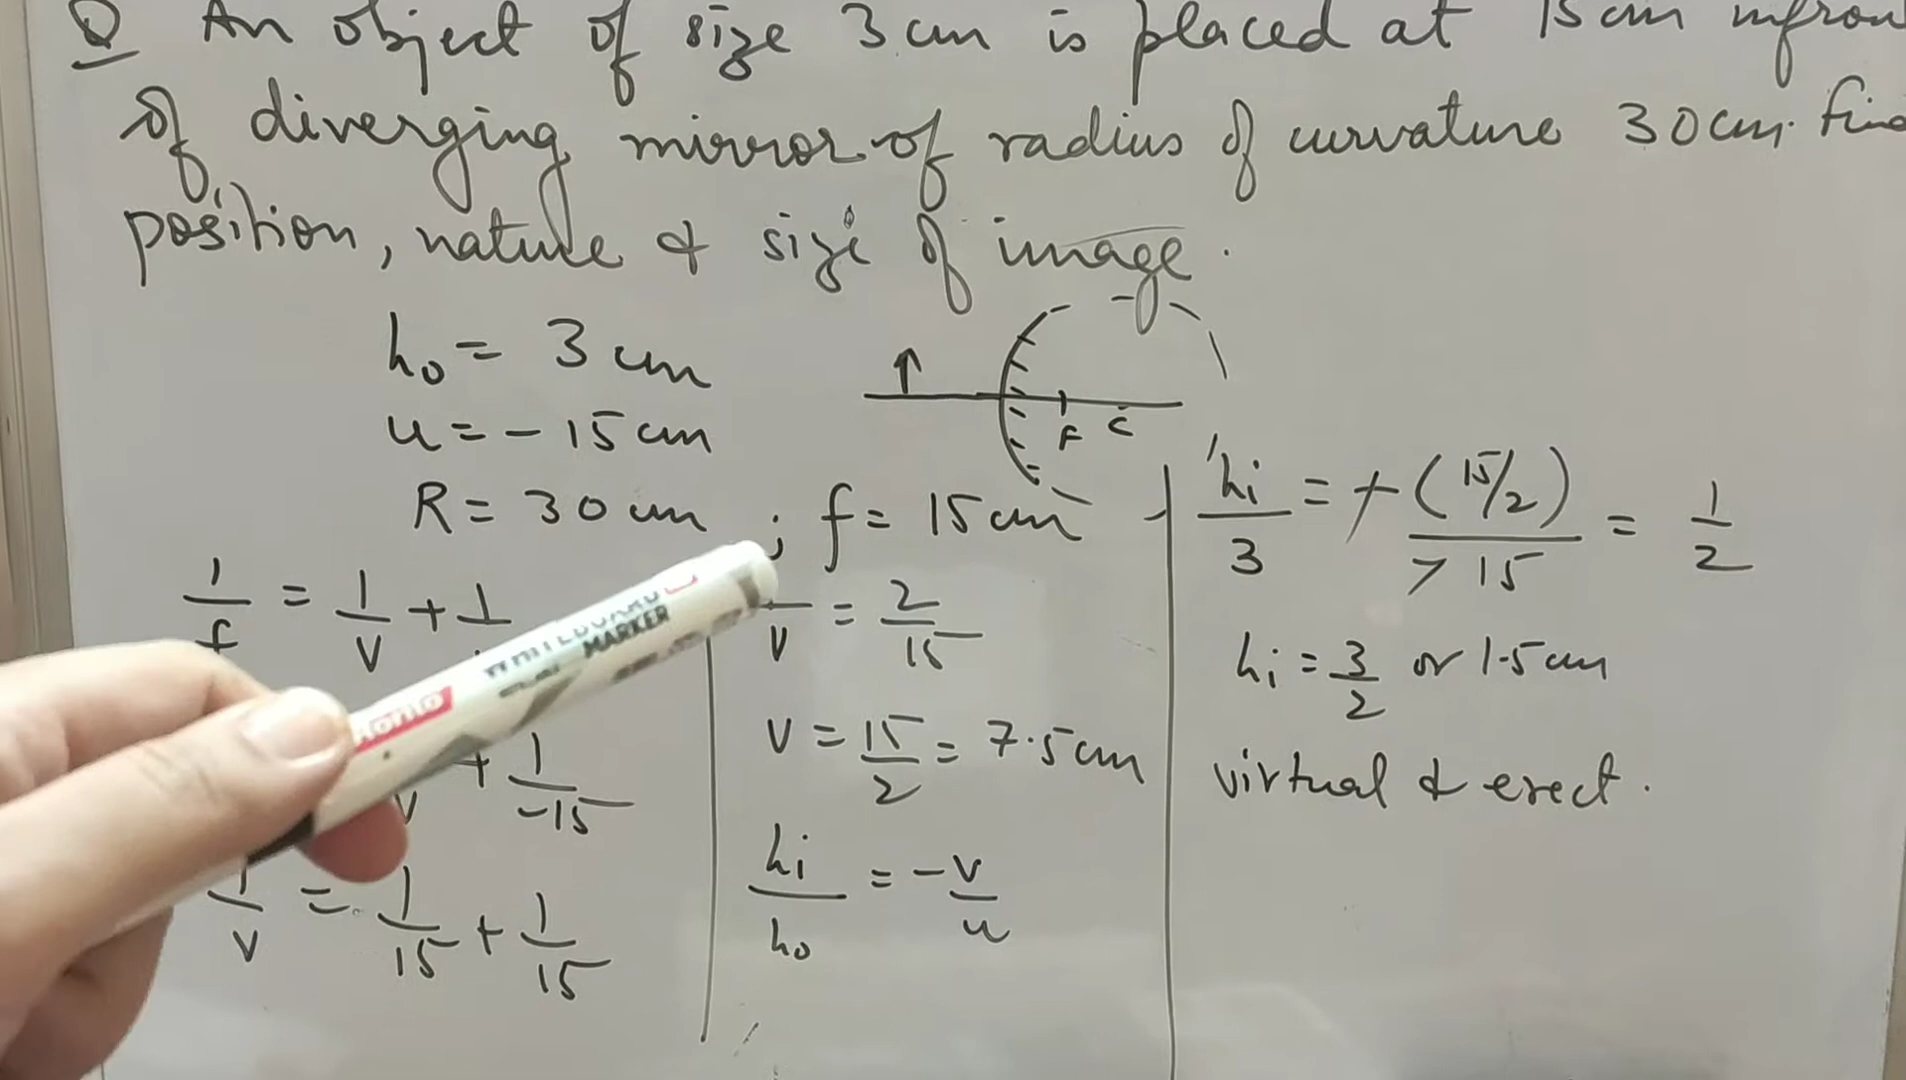 Q An object of size 3 cm is placed at 15 cm infron
of diverging mirror of radius of curvature 30 cm. find
position, nature & size of image.
h₀ = 3 cm
u = - 15 cm
R = 30 cm ; f = 15 cm
F C
1/f = 1/v + 1/
+ 1/-15
1/v = 1/15 + 1/15
/v = 2/15
v = 15/2 = 7.5 cm
hi/h₀ = -v/u
hi/3 = + (15/2) / 15 = 1/2
hi = 3/2 or 1.5 cm
virtual & erect.
WHITEBOARD
MARKER